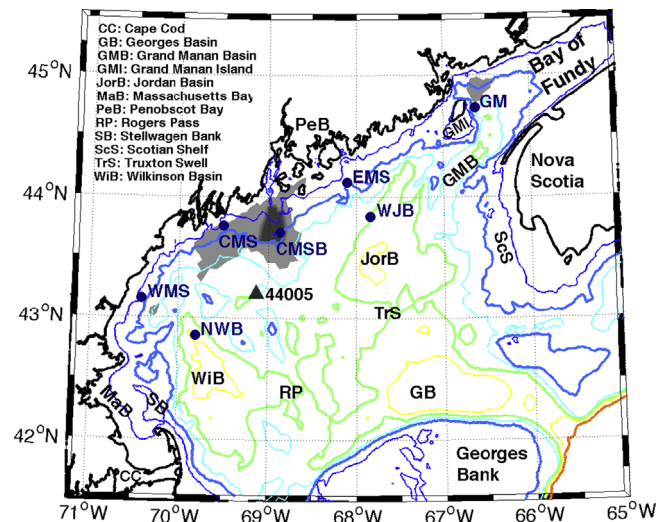 CC: Cape Cod
GB: Georges Basin
GMB: Grand Manan Basin
GMI: Grand Manan Island
JorB: Jordan Basin
MaB: Massachusetts Bay
PeB: Penobscot Bay
RP: Rogers Pass
SB: Stellwagen Bank
ScS: Scotian Shelf
TrS: Truxton Swell
WiB: Wilkinson Basin
45°N
44°N
43°N
42°N
Bay of
Fundy
GM
GMI
PeB
GMB
Nova
Scotia
EMS
WJB
CMS
CMSB
ScS
JorB
WMS
44005
TrS
NWB
WiB
RP
GB
MaB
SB
Georges
Bank
CC
71°W 70°W 69°W 68°W 67°W 66°W 65°W